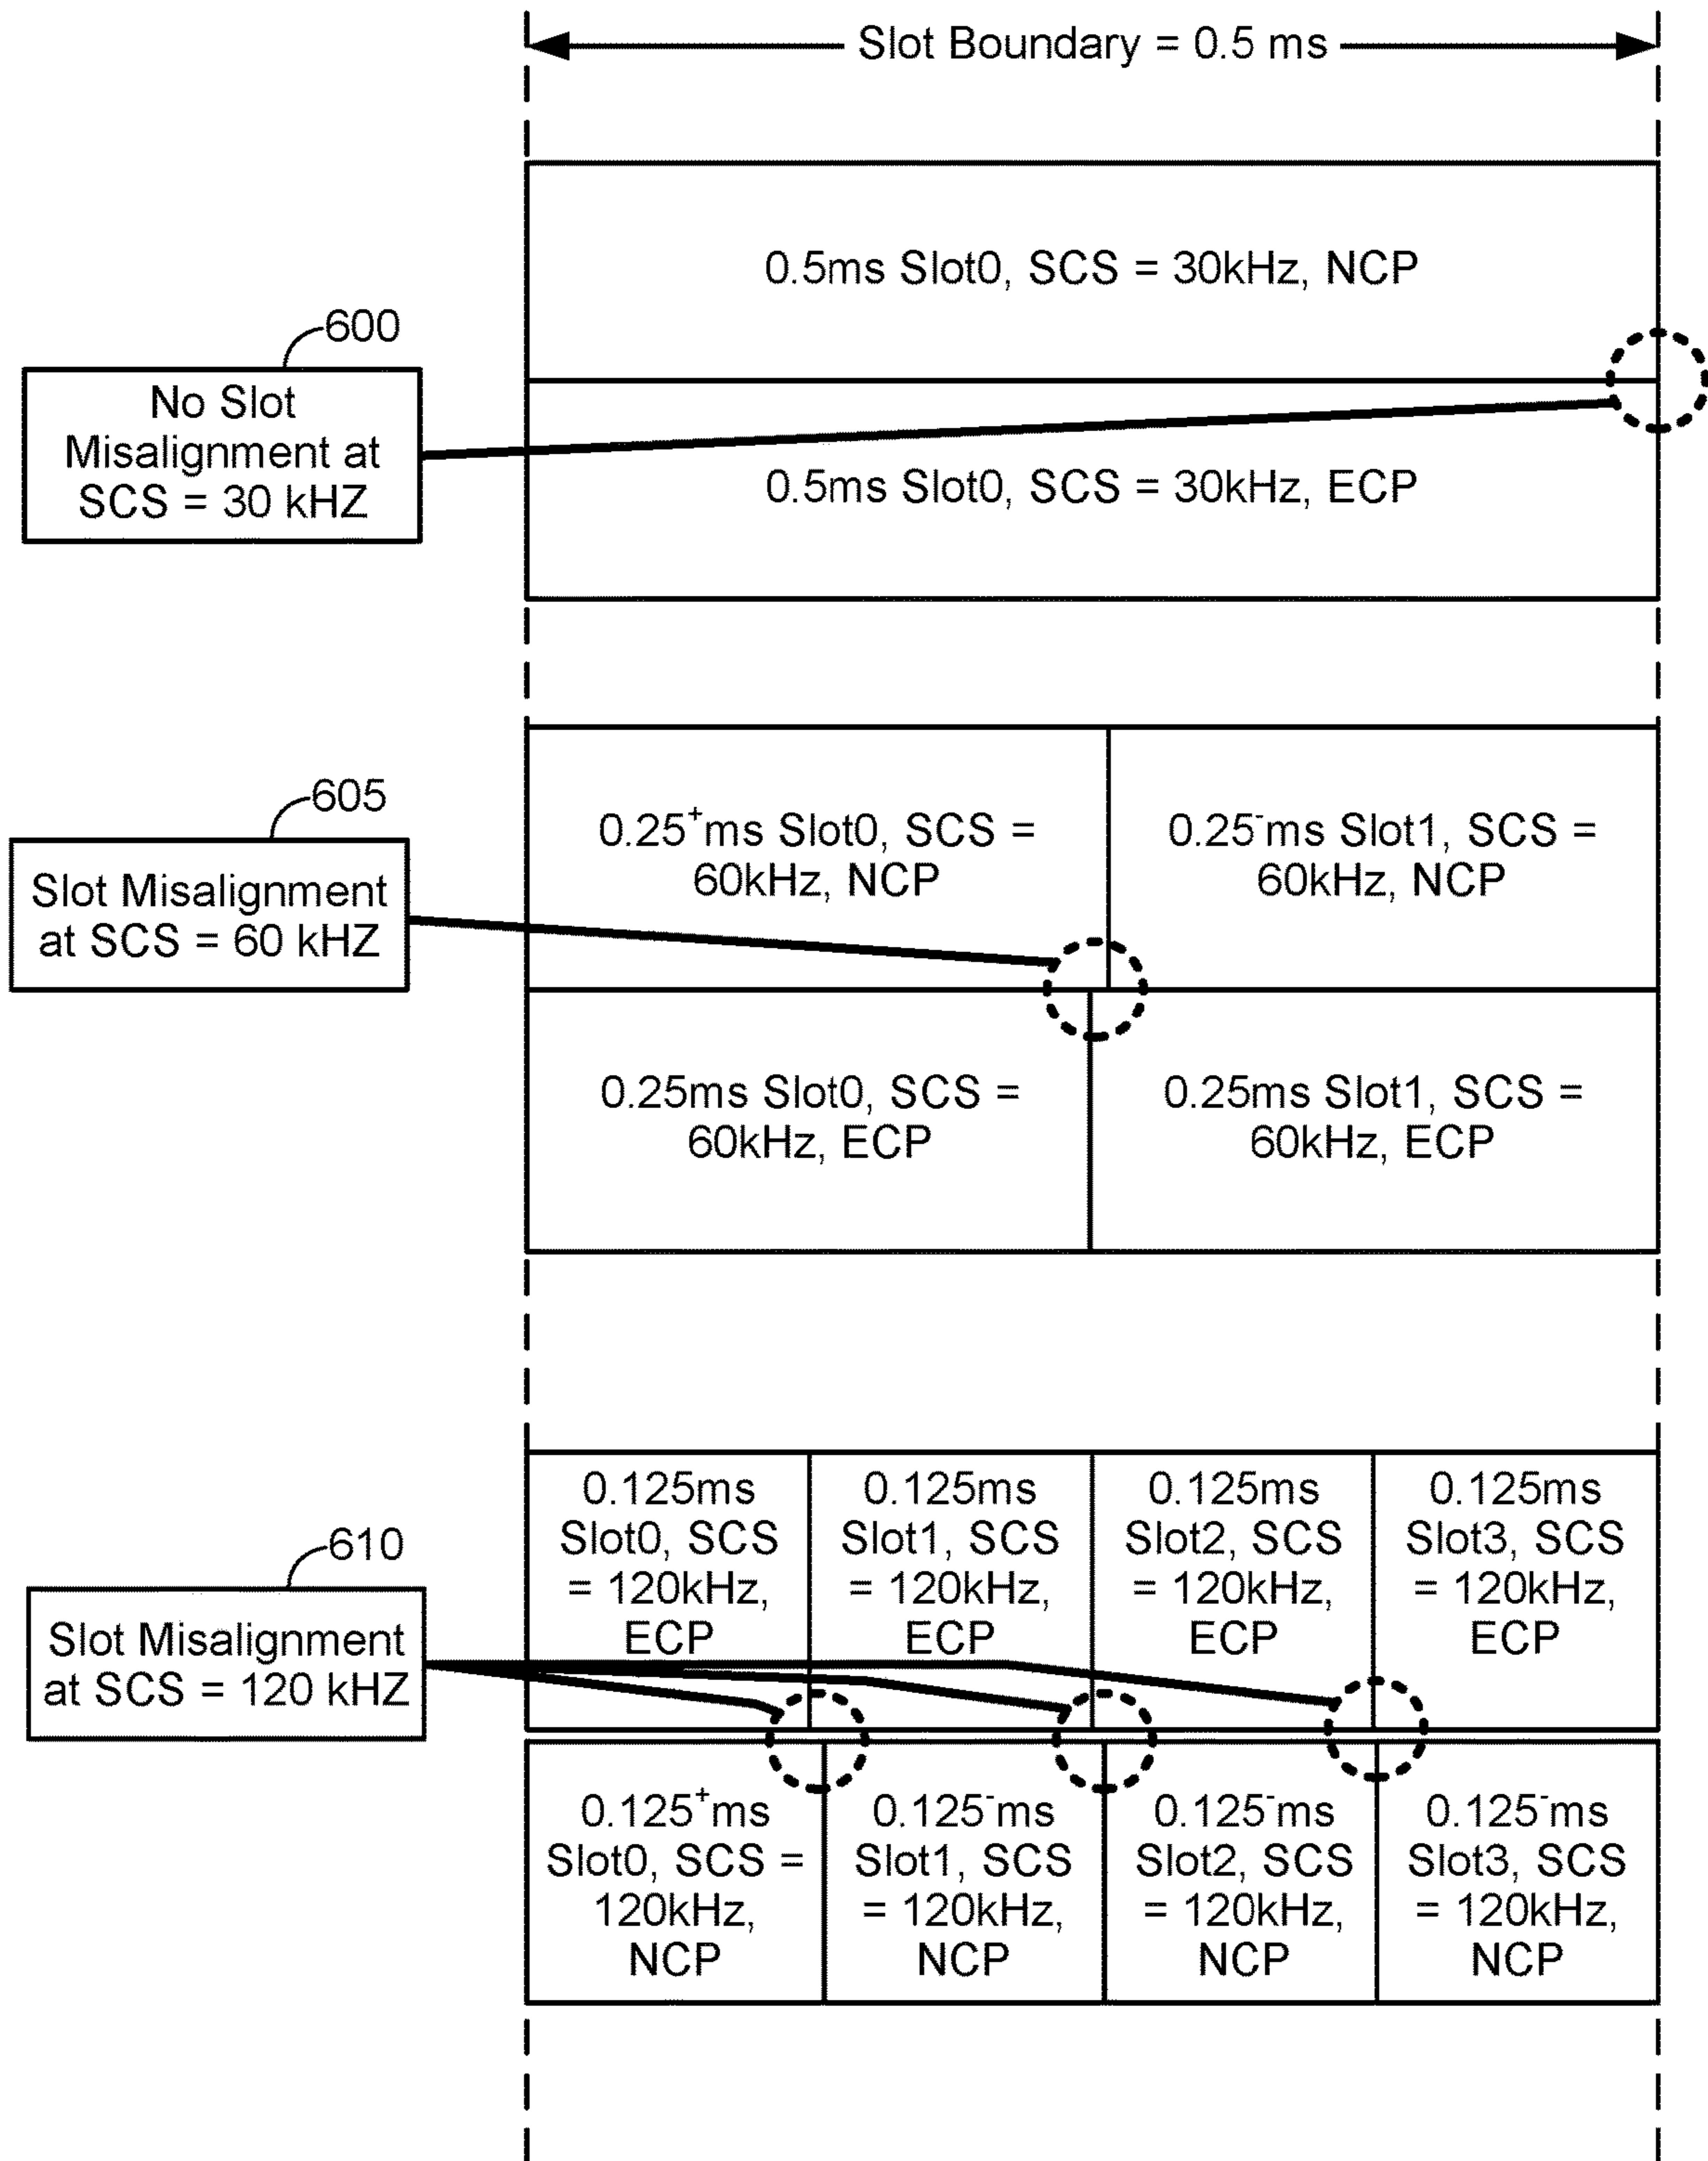 Slot Boundary = 0.5 ms
0.5ms Slot0, SCS = 30kHz, NCP
600
No Slot
Misalignment at
SCS = 30 kHZ
0.5ms Slot0, SCS = 30kHz, ECP
605
Slot Misalignment
at SCS = 60 kHZ
0.25⁺ms Slot0, SCS =
60kHz, NCP
0.25⁻ms Slot1, SCS =
60kHz, NCP
0.25ms Slot0, SCS =
60kHz, ECP
0.25ms Slot1, SCS =
60kHz, ECP
610
Slot Misalignment
at SCS = 120 kHZ
0.125ms
Slot0, SCS
= 120kHz,
ECP
0.125ms
Slot1, SCS
= 120kHz,
ECP
0.125ms
Slot2, SCS
= 120kHz,
ECP
0.125ms
Slot3, SCS
= 120kHz,
ECP
0.125⁺ms
Slot0, SCS =
120kHz,
NCP
0.125⁻ms
Slot1, SCS
= 120kHz,
NCP
0.125⁻ms
Slot2, SCS
= 120kHz,
NCP
0.125⁻ms
Slot3, SCS
= 120kHz,
NCP